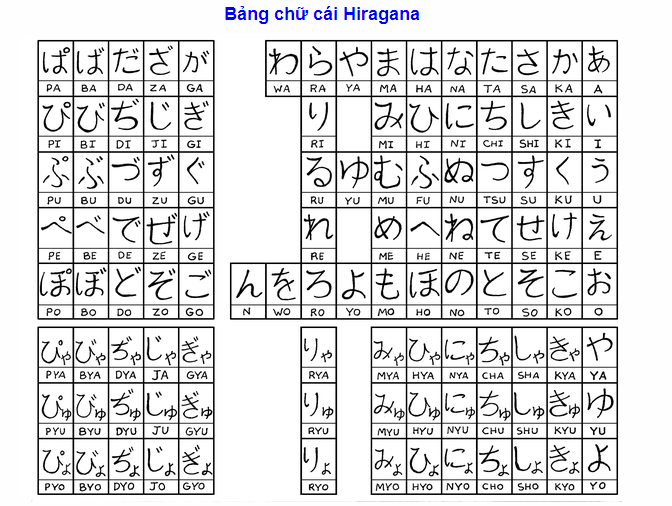 Bảng chữ cái Hiragana
ぱ ば だ ざ が わ ら や ま は な た さ か あ
PA BA DA ZA GA WA RA YA MA HA NA TA SA KA A
ぴ び ぢ じ ぎ り み ひ に ち し き い
PI BI DI JI GI RI MI HI NI CHI SHI KI I
ぷ ぶ づ ず ぐ る ゆ む ふ ぬ つ す く う
PU BU DU ZU GU RU YU MU FU NU TSU SU KU U
ぺ べ で ぜ げ れ め へ ね て せ け え
PE BE DE ZE GE RE ME HE NE TE SE KE E
ぽ ぼ ど ぞ ご ん を ろ よ も ほ の と そ こ お
PO BO DO ZO GO N WO RO YO MO HO NO TO SO KO O
ぴゃ びゃ ぢゃ じゃ ぎゃ りゃ みゃ ひゃ にゃ ちゃ しゃ きゃ や
PYA BYA DYA JA GYA RYA MYA HYA NYA CHA SHA KYA YA
ぴゅ びゅ ぢゅ じゅ ぎゅ りゅ みゅ ひゅ にゅ ちゅ しゅ きゅ ゆ
PYU BYU DYU JU GYU RYU MYU HYU NYU CHU SHU KYU YU
ぴょ びょ ぢょ じょ ぎょ りょ みょ ひょ にょ ちょ しょ きょ よ
PYO BYO DYO JO GYO RYO MYO HYO NYO CHO SHO KYO YO